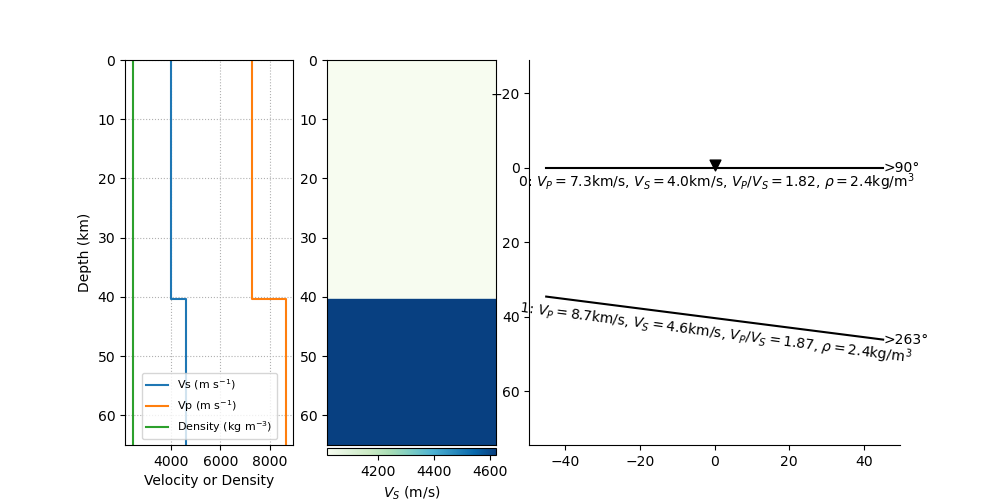 0
10
20
30
40
50
60
Depth (km)
Vs (m s⁻¹)
Vp (m s⁻¹)
Density (kg m⁻³)
4000 6000 8000
Velocity or Density
0
10
20
30
40
50
60
4200 4400 4600
V_S (m/s)
−20
0
20
40
60
>90°
0: V_P = 7.3km/s, V_S = 4.0km/s, V_P/V_S = 1.82, ρ = 2.4kg/m³
>263°
1: V_P = 8.7km/s, V_S = 4.6km/s, V_P/V_S = 1.87, ρ = 2.4kg/m³
−40 −20 0 20 40